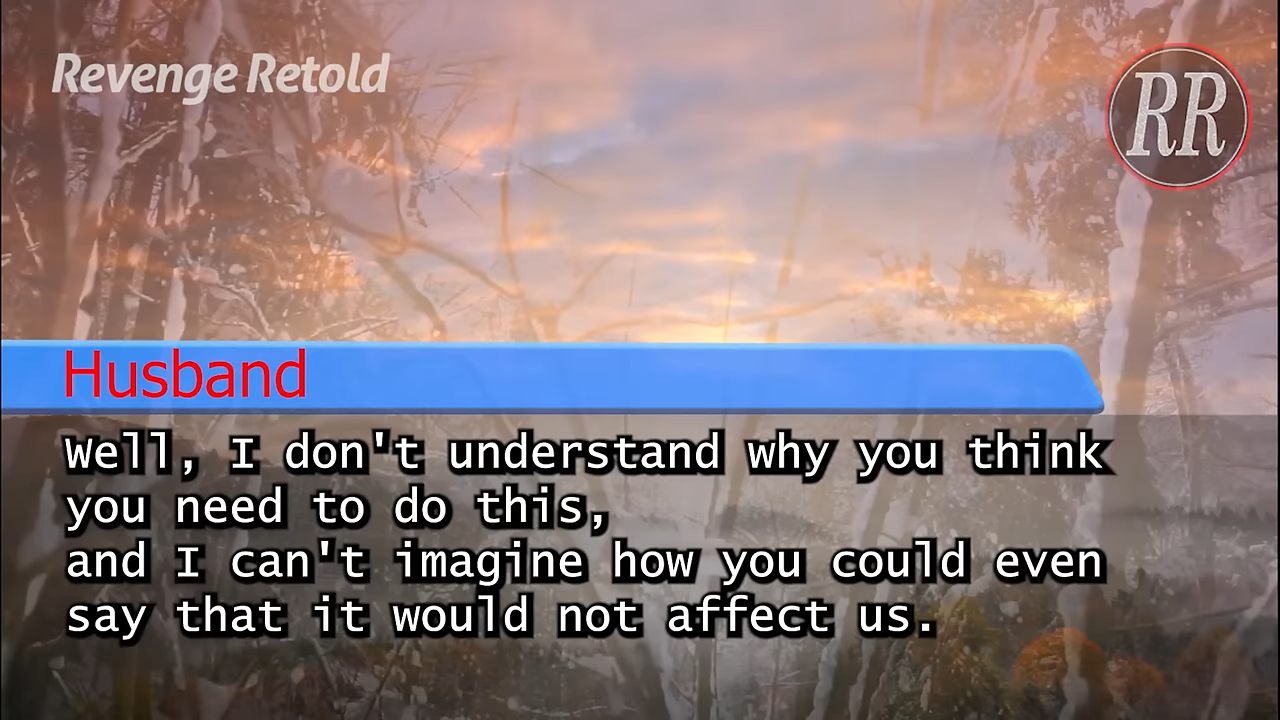 Revenge Retold
RR
Husband
Well, I don't understand why you think
you need to do this,
and I can't imagine how you could even
say that it would not affect us.